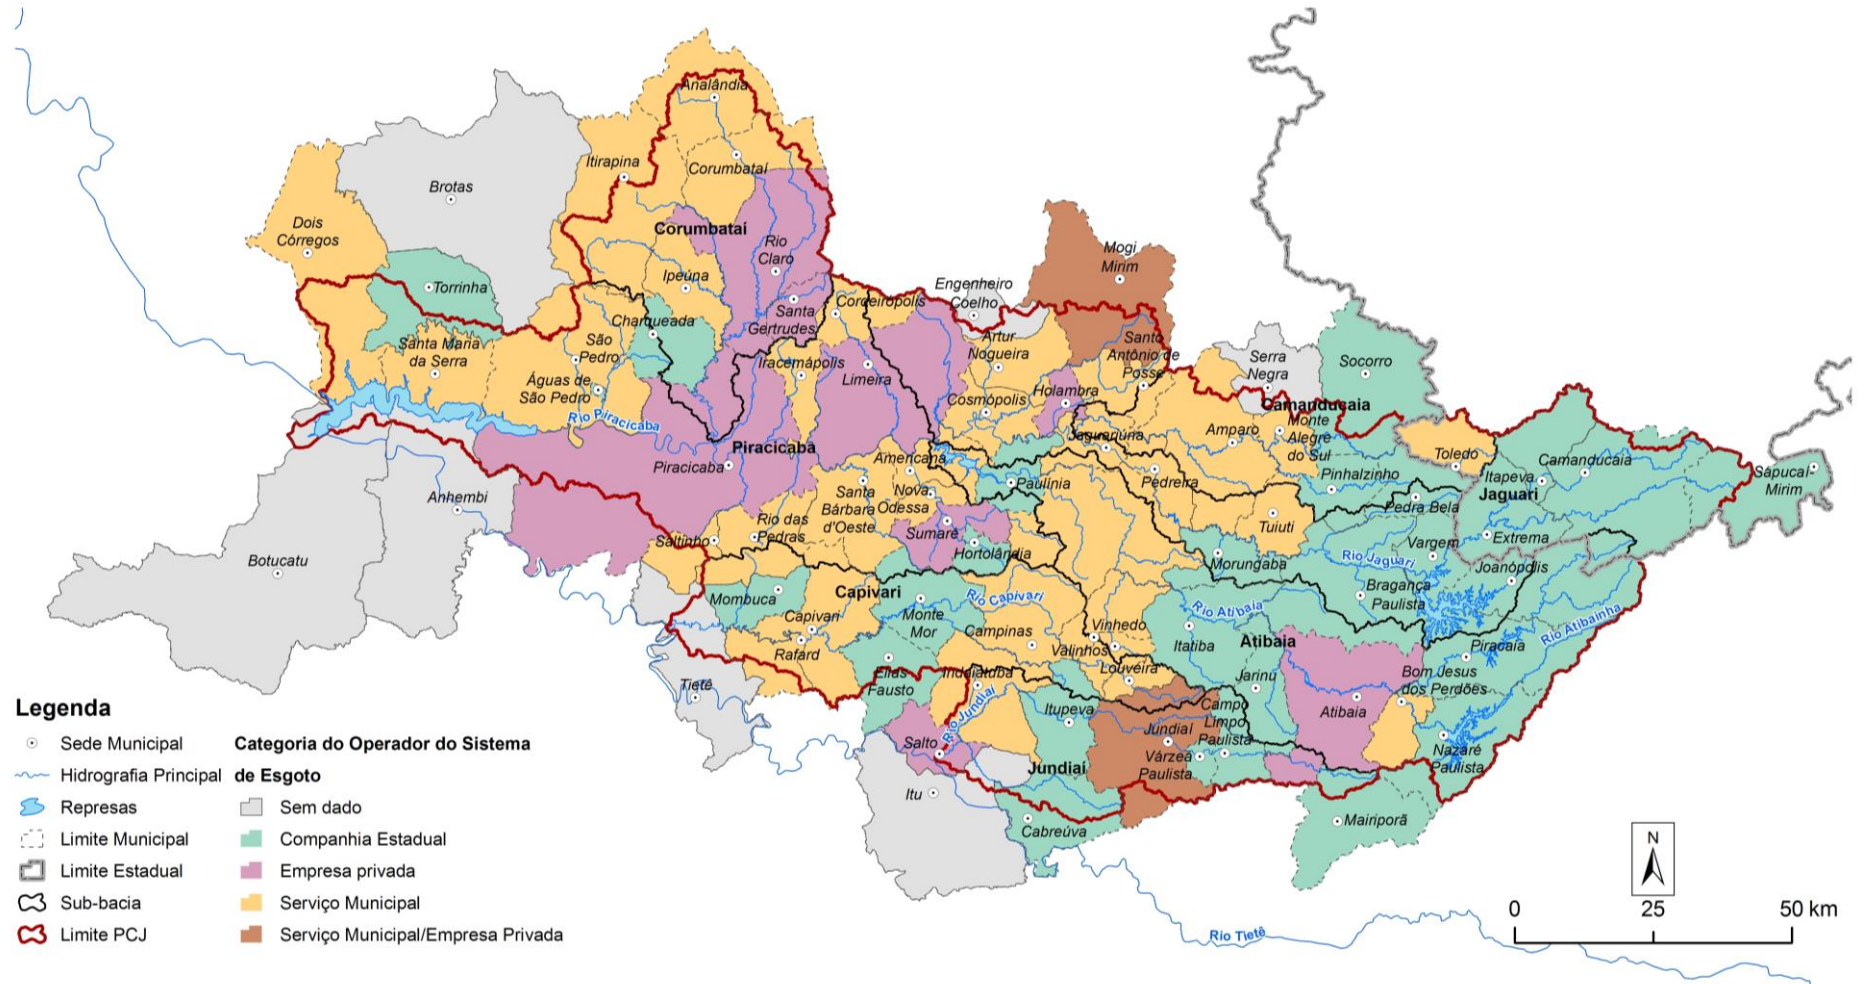 Analândia
Itirapina
Corumbataí
Brotas
Dois
Córregos
Corumbataí
Rio
Claro
Mogi
Mirim
Ipeúna
Torrinha
Engenheiro
Coelho
Cordeirópolis
Santa
Gertrudes
Charqueada
Santa Maria
da Serra
São
Pedro
Iracemápolis
Limeira
Artur
Nogueira
Santo
Antônio de
Posse
Serra
Negra
Socorro
Águas de
São Pedro
Cosmópolis
Holambra
Camanducaia
Rio Piracicaba
Piracicaba
Jaguariúna
Amparo
Monte
Alegre
do Sul
Toledo
Camanducaia
Piracicaba
Americana
Paulínia
Pedreira
Pinhalzinho
Itapeva
Jaguari
Sapucaí
Mirim
Anhembi
Santa
Bárbara
d'Oeste
Nova
Odessa
Pedra Bela
Tuiuti
Rio das
Pedras
Saltinho
Sumaré
Hortolândia
Vargem
Extrema
Botucatu
Morungaba
Rio Jaguari
Joanópolis
Mombuca
Capivari
Rio Capivari
Bragança
Paulista
Capivari
Monte
Mor
Rio Atibaia
Rio Atibainha
Rafard
Campinas
Vinhedo
Valinhos
Itatiba
Atibaia
Piracaia
Tietê
Elias
Fausto
Indaiatuba
Louveira
Jarinu
Bom Jesus
dos Perdões
Rio Jundiaí
Itupeva
Campo
Limpo
Paulista
Atibaia
Salto
Jundiaí
Várzea
Paulista
Nazaré
Paulista
Jundiaí
Itu
Cabreúva
Mairiporã
Rio Tietê
Legenda
Sede Municipal
Hidrografia Principal
Represas
Limite Municipal
Limite Estadual
Sub-bacia
Limite PCJ
Categoria do Operador do Sistema
de Esgoto
Sem dado
Companhia Estadual
Empresa privada
Serviço Municipal
Serviço Municipal/Empresa Privada
N
0 25 50 km